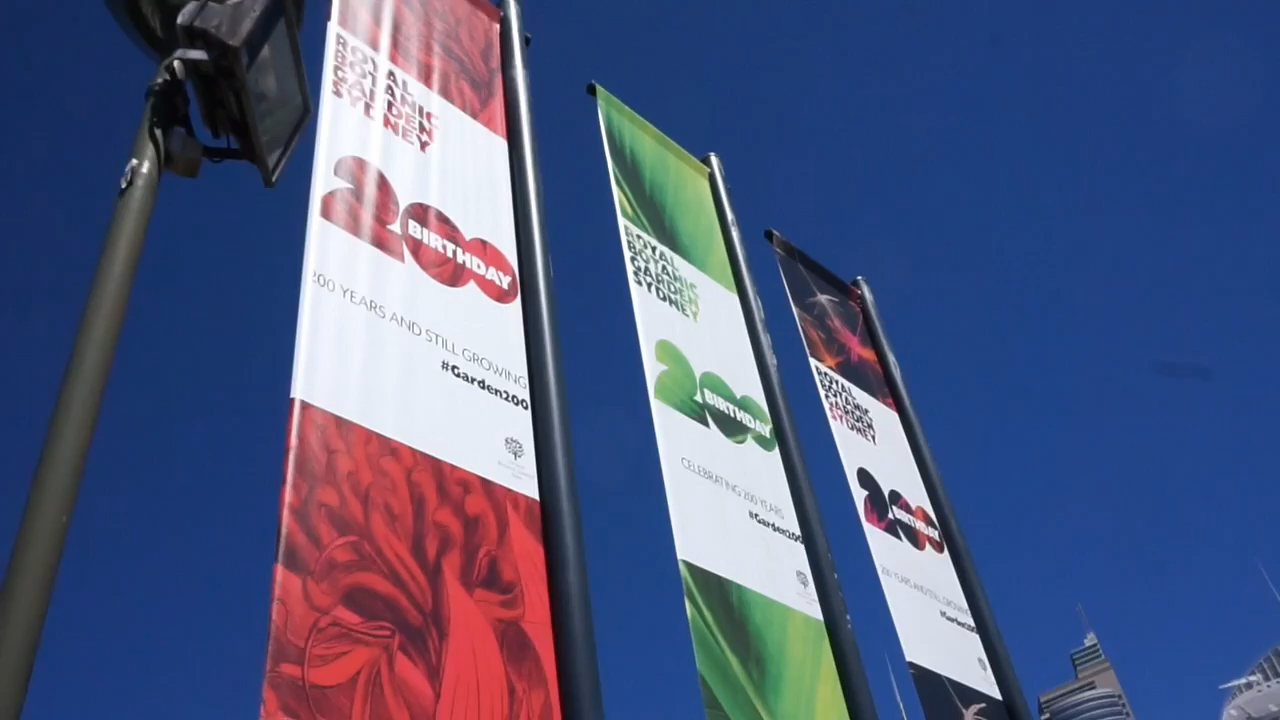 ROYAL
BOTANIC
GARDEN
SYDNEY
200
BIRTHDAY
200 YEARS AND STILL GROWING
#Garden200
ROYAL
BOTANIC
GARDEN
SYDNEY
200
BIRTHDAY
CELEBRATING 200 YEARS
#Garden200
ROYAL
BOTANIC
GARDEN
SYDNEY
200
BIRTHDAY
200 YEARS AND STILL GROWING
#Garden200